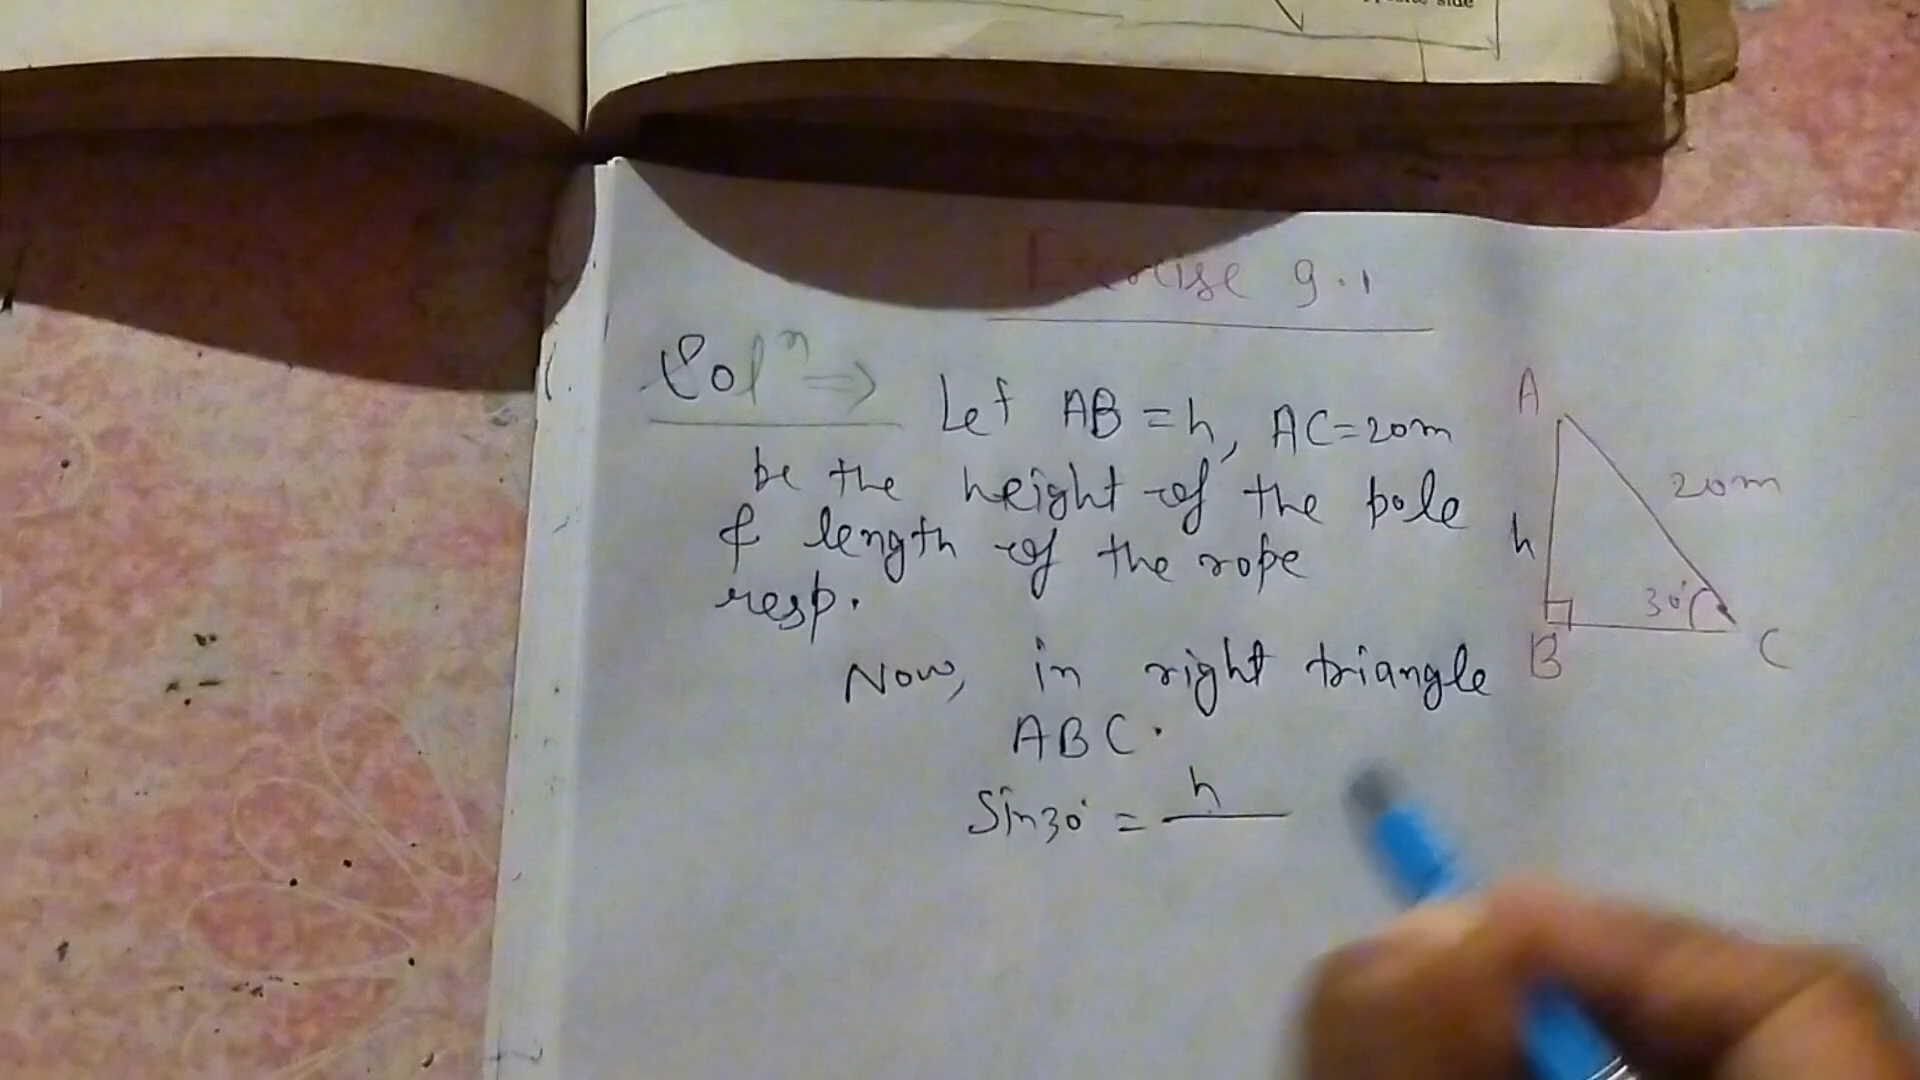 side
Exercise 9.1
Solⁿ ⇒ Let AB = h, AC = 20m
be the height of the pole
& length of the rope
resp.
Now, in right triangle
ABC.
Sin30° = h
A
20m
h
30°
B
C